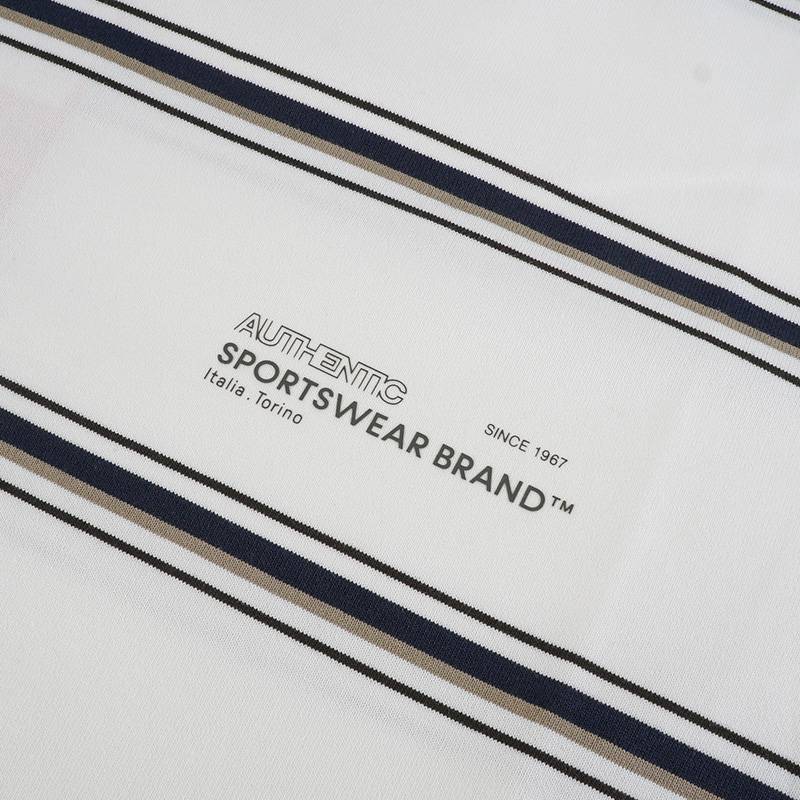 AUTHENTIC
SPORTSWEAR BRAND™
Italia . Torino
SINCE 1967